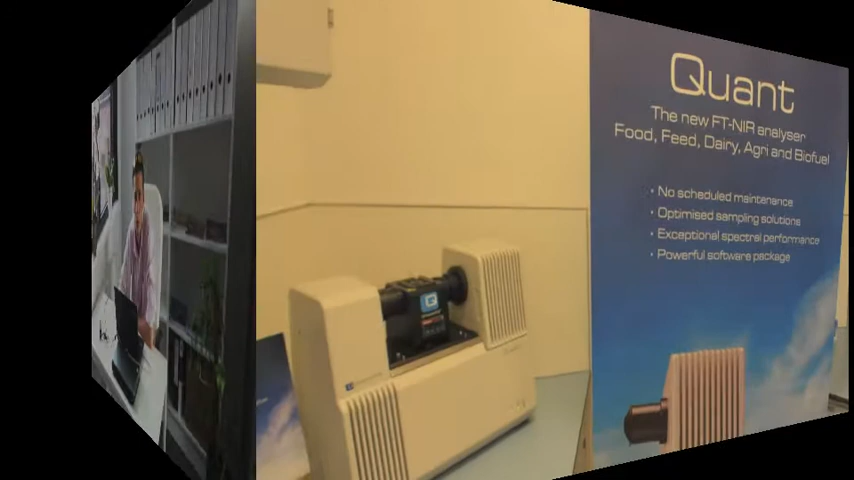 Quant
The new FT-NIR analyser
Food, Feed, Dairy, Agri and Biofuel
• No scheduled maintenance
• Optimised sampling solutions
• Exceptional spectral performance
• Powerful software package